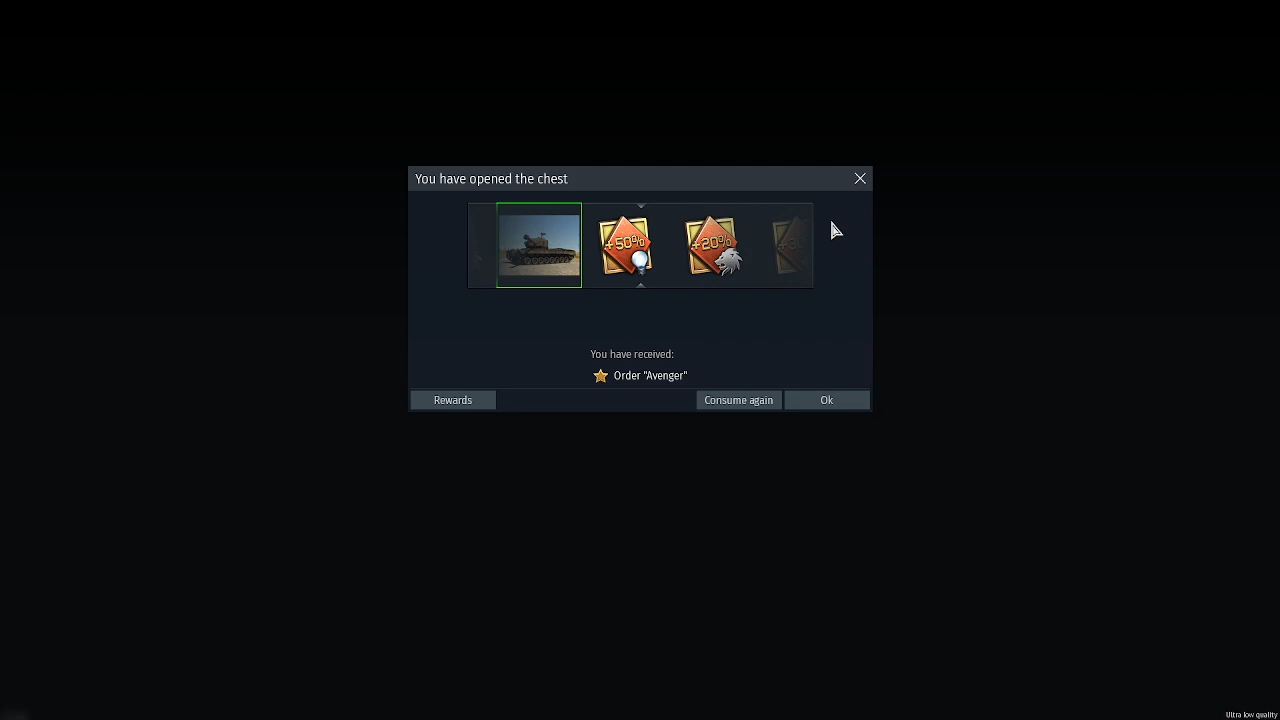 You have opened the chest
+50%
+20%
You have received:
Order "Avenger"
Rewards
Consume again
Ok
Ultra low quality